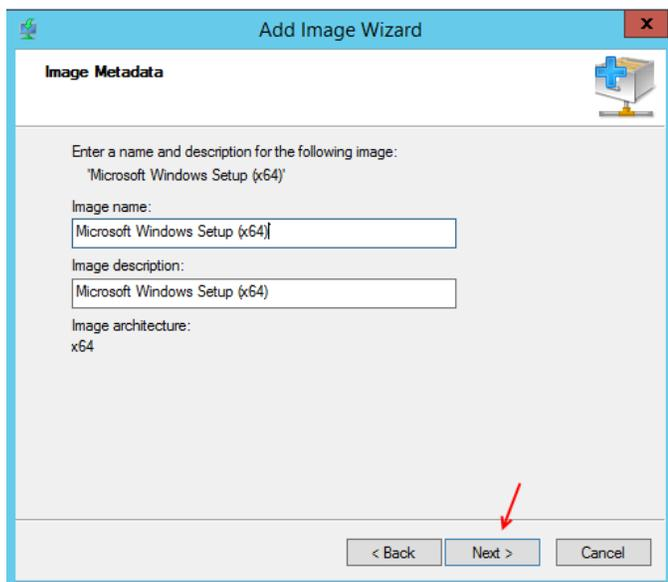 Add Image Wizard
x
Image Metadata
Enter a name and description for the following image:
'Microsoft Windows Setup (x64)'
Image name:
Microsoft Windows Setup (x64)
Image description:
Microsoft Windows Setup (x64)
Image architecture:
x64
< Back Next > Cancel